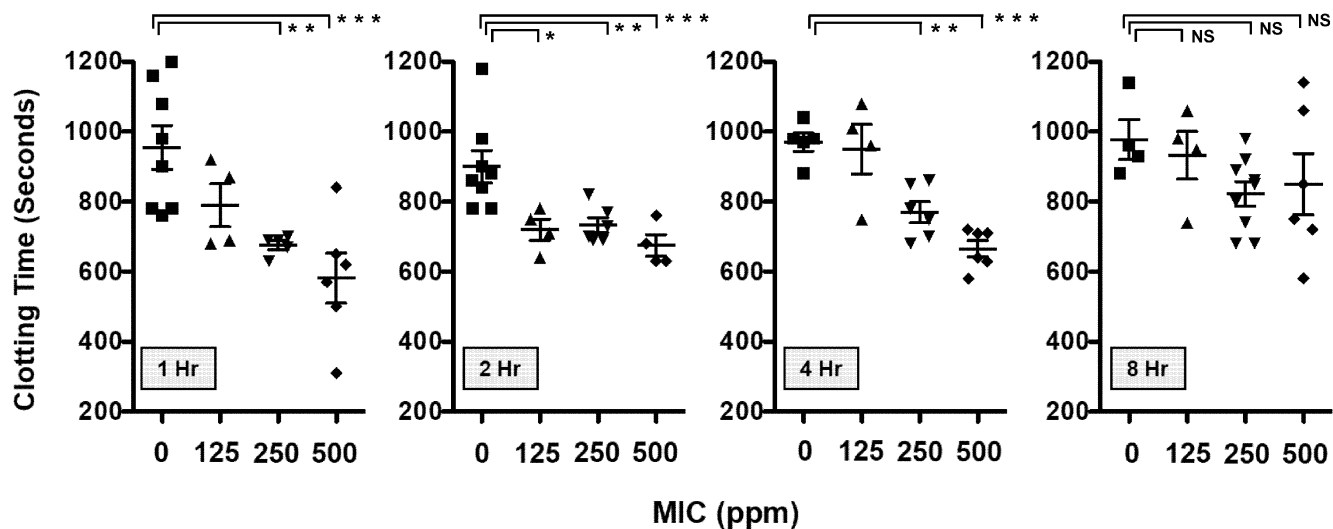 * * * * * * * * * NS
* * * * * * NS
* NS
1200 1200 1200 1200
1000 1000 1000 1000
800 800 800 800
600 600 600 600
400 400 400 400
200 200 200 200
Clotting Time (Seconds)
1 Hr 2 Hr 4 Hr 8 Hr
0 125 250 500 0 125 250 500 0 125 250 500 0 125 250 500
MIC (ppm)